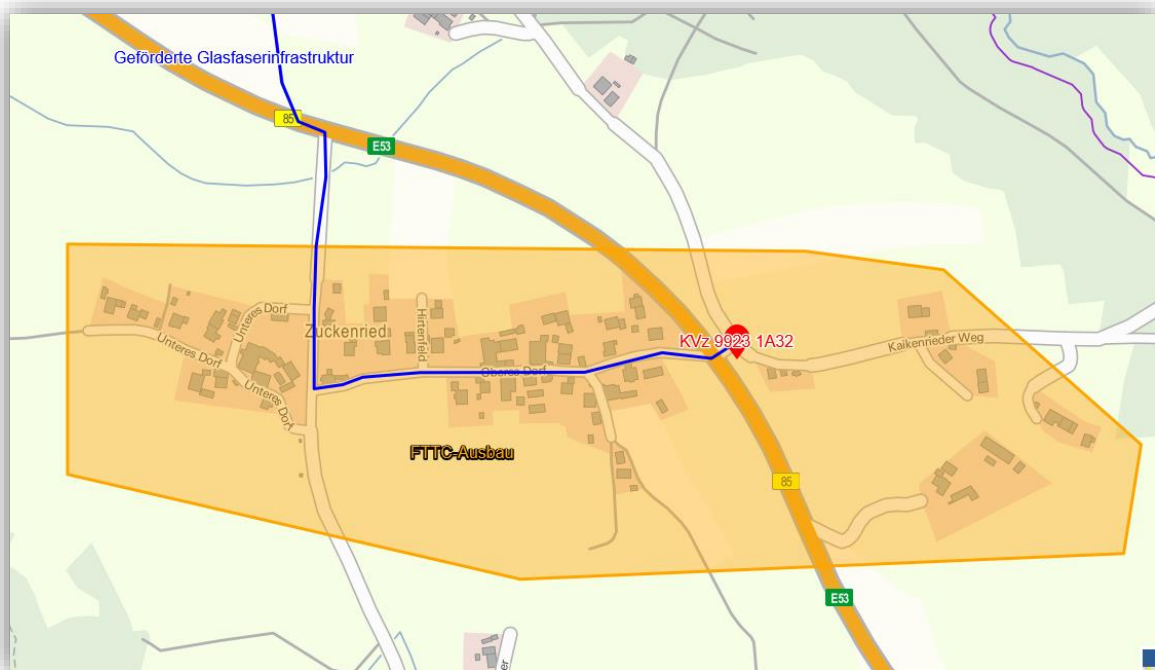 Geförderte Glasfaserinfrastruktur
85
E53
Unteres Dorf
Zuckenried
Hirtenfeld
KVz 9923 1A32
Kaikenrieder Weg
Unteres Dorf
Oberes Dorf
Unteres Dorf
FTTC-Ausbau
85
E53
er